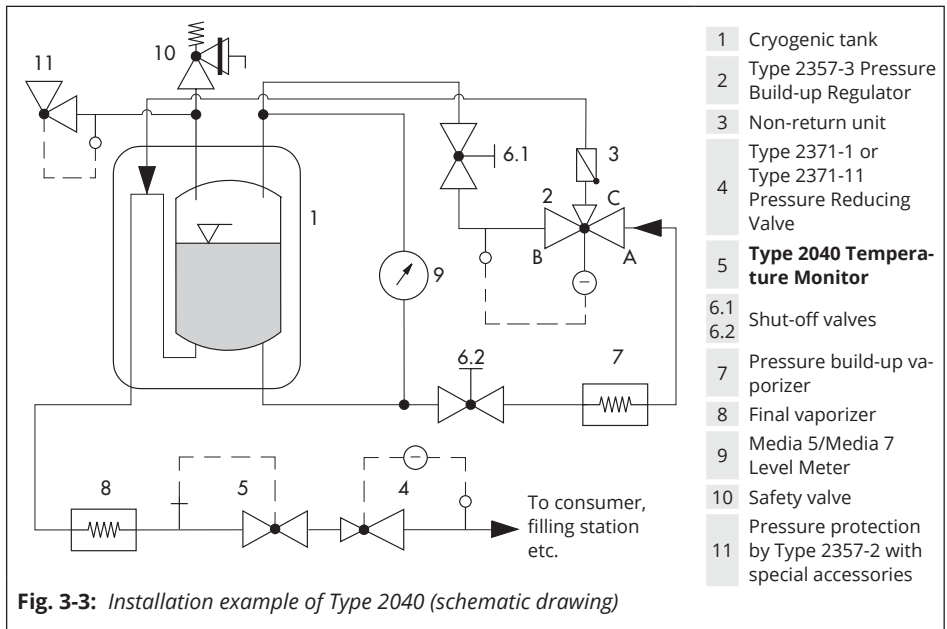 11
10
6.1
3
2
C
B
A
1
9
6.2
7
8
5
4
To consumer,
filling station
etc.
1 Cryogenic tank
2 Type 2357-3 Pressure
Build-up Regulator
3 Non-return unit
4 Type 2371-1 or
Type 2371-11
Pressure Reducing
Valve
5 Type 2040 Tempera-
ture Monitor
6.1
6.2 Shut-off valves
7 Pressure build-up va-
porizer
8 Final vaporizer
9 Media 5/Media 7
Level Meter
10 Safety valve
11 Pressure protection
by Type 2357-2 with
special accessories
Fig. 3-3: Installation example of Type 2040 (schematic drawing)